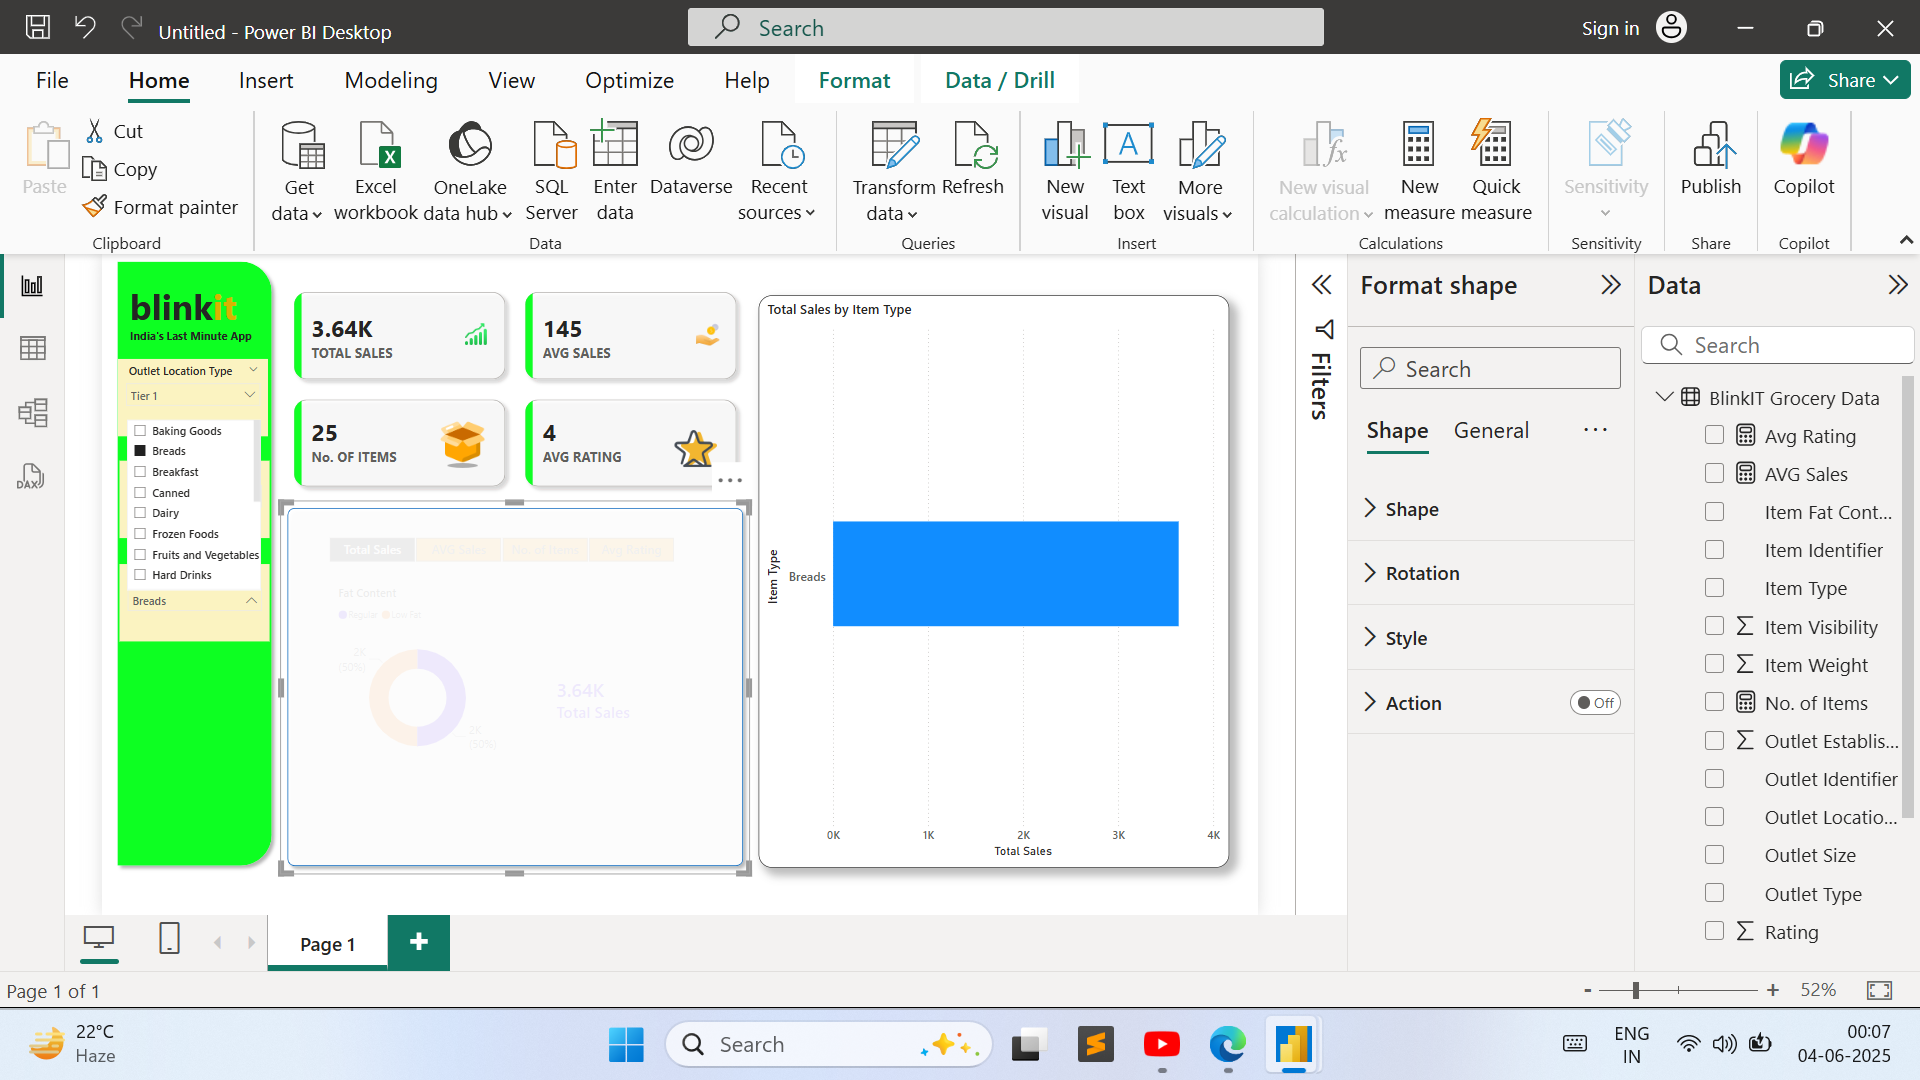 Untitled - Power BI Desktop
Search
Sign in
File
Home
Insert
Modeling
View
Optimize
Help
Format
Data / Drill
Share
Paste
Cut
Copy
Format painter
Clipboard
Get data
Excel workbook
OneLake data hub
SQL Server
Enter data
Dataverse
Recent sources
Data
Transform data
Refresh
Queries
New visual
Text box
More visuals
Insert
New visual calculation
New measure
Quick measure
Calculations
Sensitivity
Sensitivity
Publish
Share
Copilot
Copilot
DAX
blinkit
India's Last Minute App
Outlet Location Type
Tier 1
Baking Goods
Breads
Breakfast
Canned
Dairy
Frozen Foods
Fruits and Vegetables
Hard Drinks
Breads
3.64K
TOTAL SALES
145
AVG SALES
25
No. OF ITEMS
4
AVG RATING
Total Sales
AVG Sales
No. of Items
Avg Rating
Fat Content
Regular
Low Fat
2K
(50%)
2K
(50%)
3.64K
Total Sales
Total Sales by Item Type
Item Type
Breads
0K
1K
2K
3K
4K
Total Sales
Filters
Format shape
Search
Shape
General
Shape
Rotation
Style
Action
Off
Data
Search
BlinkIT Grocery Data
Avg Rating
AVG Sales
Item Fat Cont...
Item Identifier
Item Type
Item Visibility
Item Weight
No. of Items
Outlet Establis...
Outlet Identifier
Outlet Locatio...
Outlet Size
Outlet Type
Rating
Page 1
Page 1 of 1
52%
22°C
Haze
Search
ENG
IN
00:07
04-06-2025